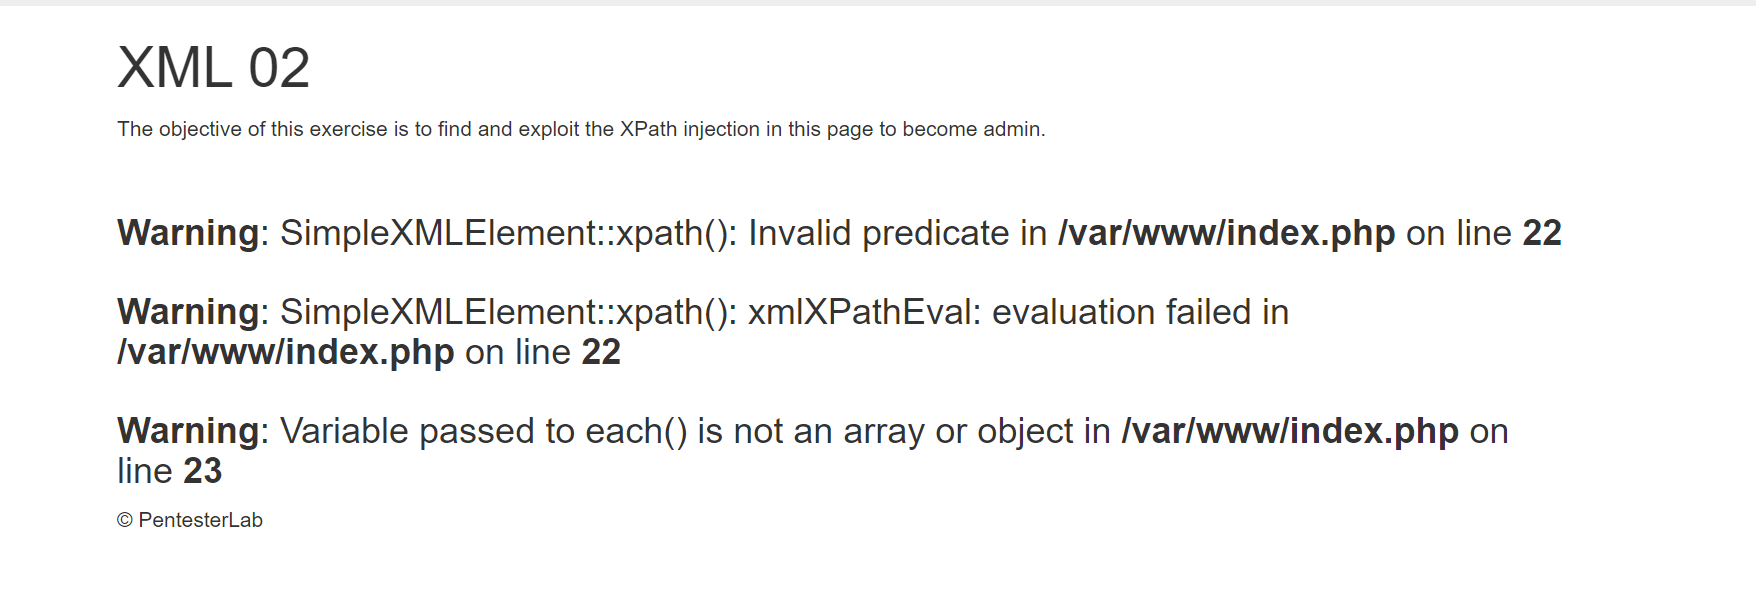 XML 02
The objective of this exercise is to find and exploit the XPath injection in this page to become admin.
Warning: SimpleXMLElement::xpath(): Invalid predicate in /var/www/index.php on line 22
Warning: SimpleXMLElement::xpath(): xmlXPathEval: evaluation failed in
/var/www/index.php on line 22
Warning: Variable passed to each() is not an array or object in /var/www/index.php on
line 23
© PentesterLab